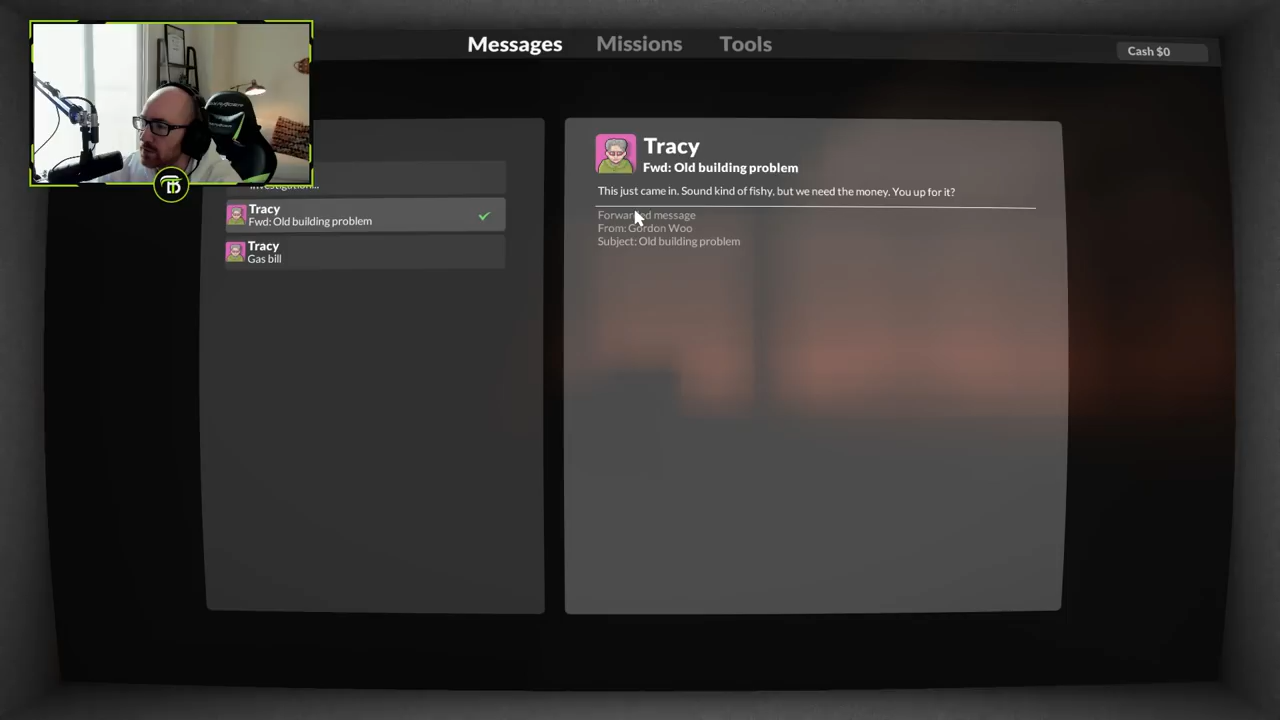 Messages Missions Tools
Cash $0
Investigation...
Tracy
Fwd: Old building problem
Tracy
Gas bill
Tracy
Fwd: Old building problem
This just came in. Sound kind of fishy, but we need the money. You up for it?
Forwarded message
From: Gordon Woo
Subject: Old building problem